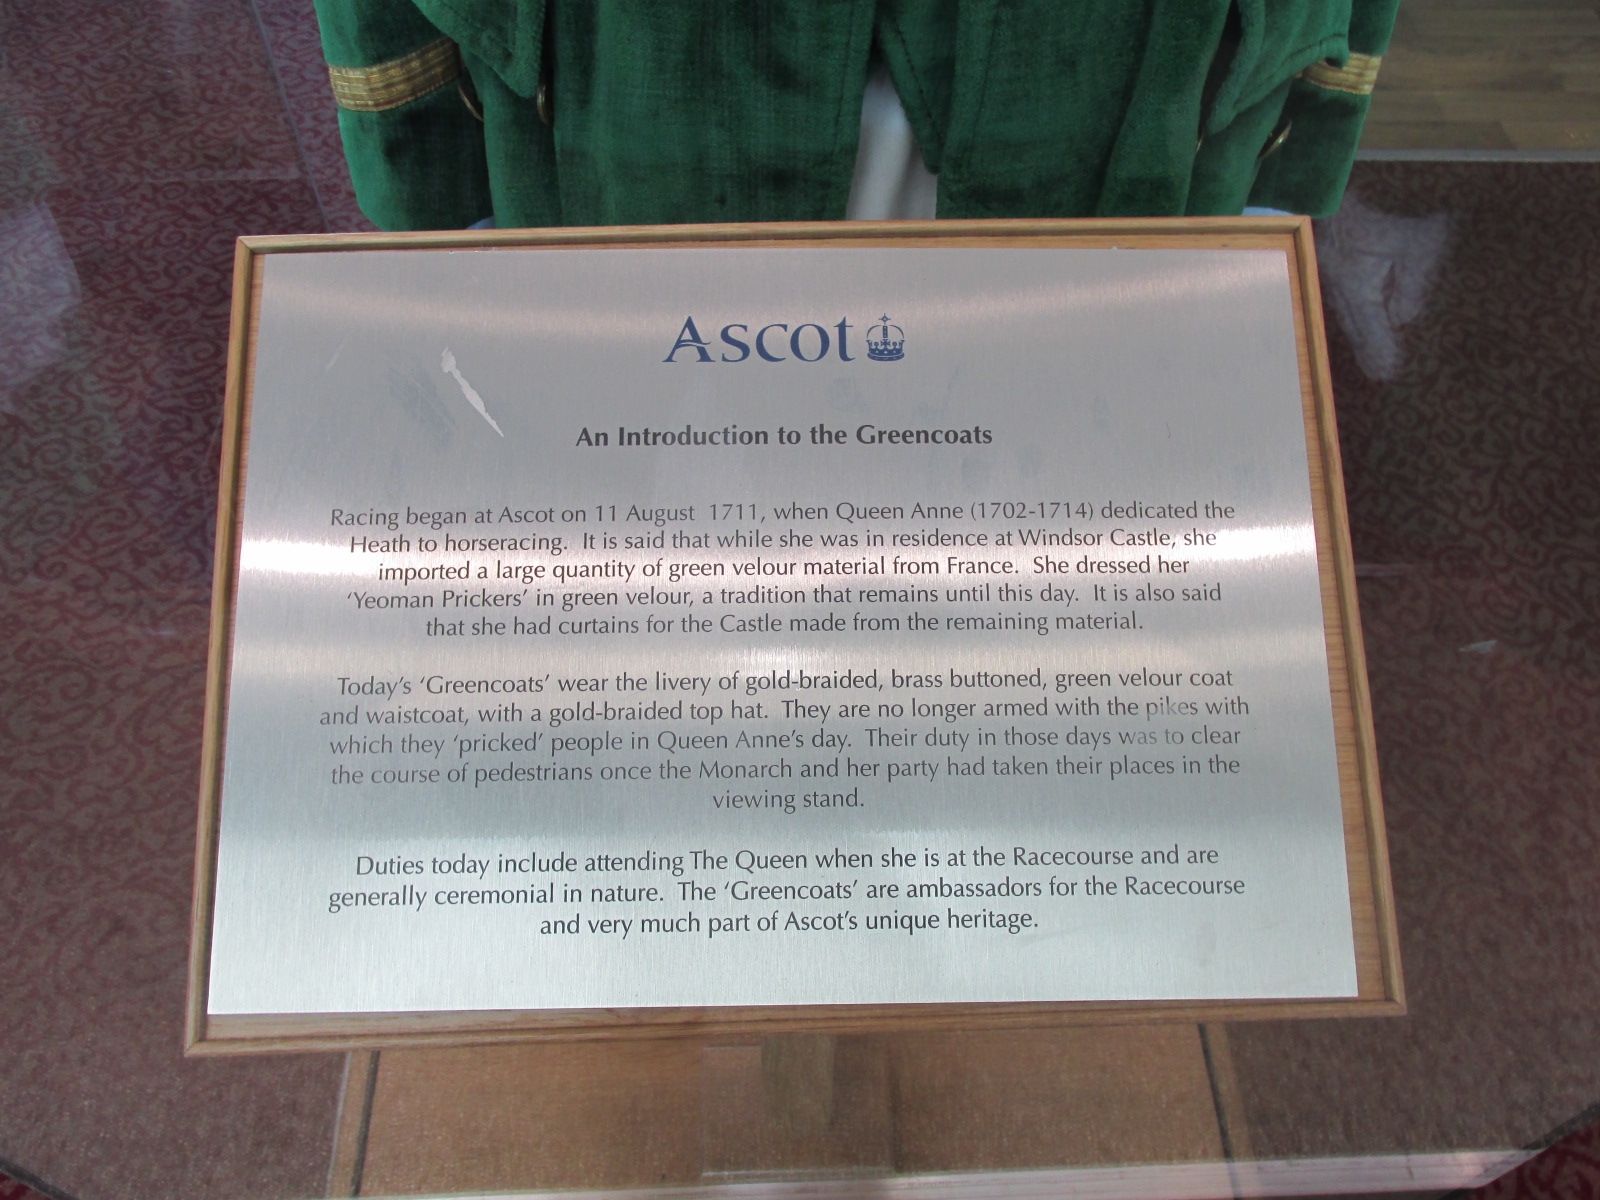 Ascot
An Introduction to the Greencoats
Racing began at Ascot on 11 August 1711, when Queen Anne (1702-1714) dedicated the
Heath to horseracing. It is said that while she was in residence at Windsor Castle, she
imported a large quantity of green velour material from France. She dressed her
‘Yeoman Prickers’ in green velour, a tradition that remains until this day. It is also said
that she had curtains for the Castle made from the remaining material.
Today’s ‘Greencoats’ wear the livery of gold-braided, brass buttoned, green velour coat
and waistcoat, with a gold-braided top hat. They are no longer armed with the pikes with
which they ‘pricked’ people in Queen Anne’s day. Their duty in those days was to clear
the course of pedestrians once the Monarch and her party had taken their places in the
viewing stand.
Duties today include attending The Queen when she is at the Racecourse and are
generally ceremonial in nature. The ‘Greencoats’ are ambassadors for the Racecourse
and very much part of Ascot’s unique heritage.